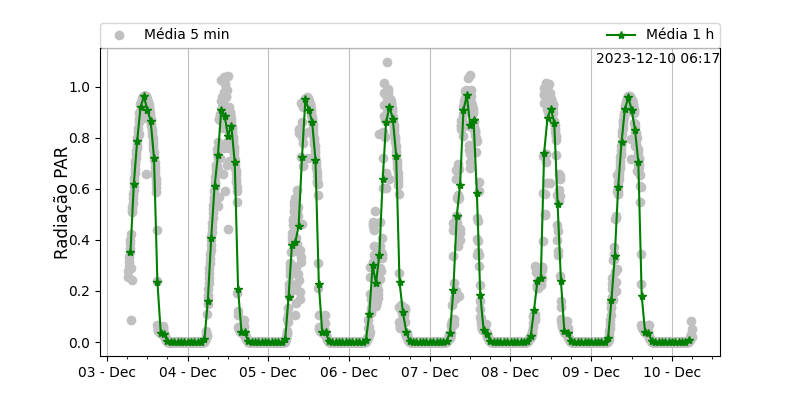 Média 5 min
Média 1 h
2023-12-10 06:17
Radiação PAR
1.0
0.8
0.6
0.4
0.2
0.0
03 - Dec 04 - Dec 05 - Dec 06 - Dec 07 - Dec 08 - Dec 09 - Dec 10 - Dec